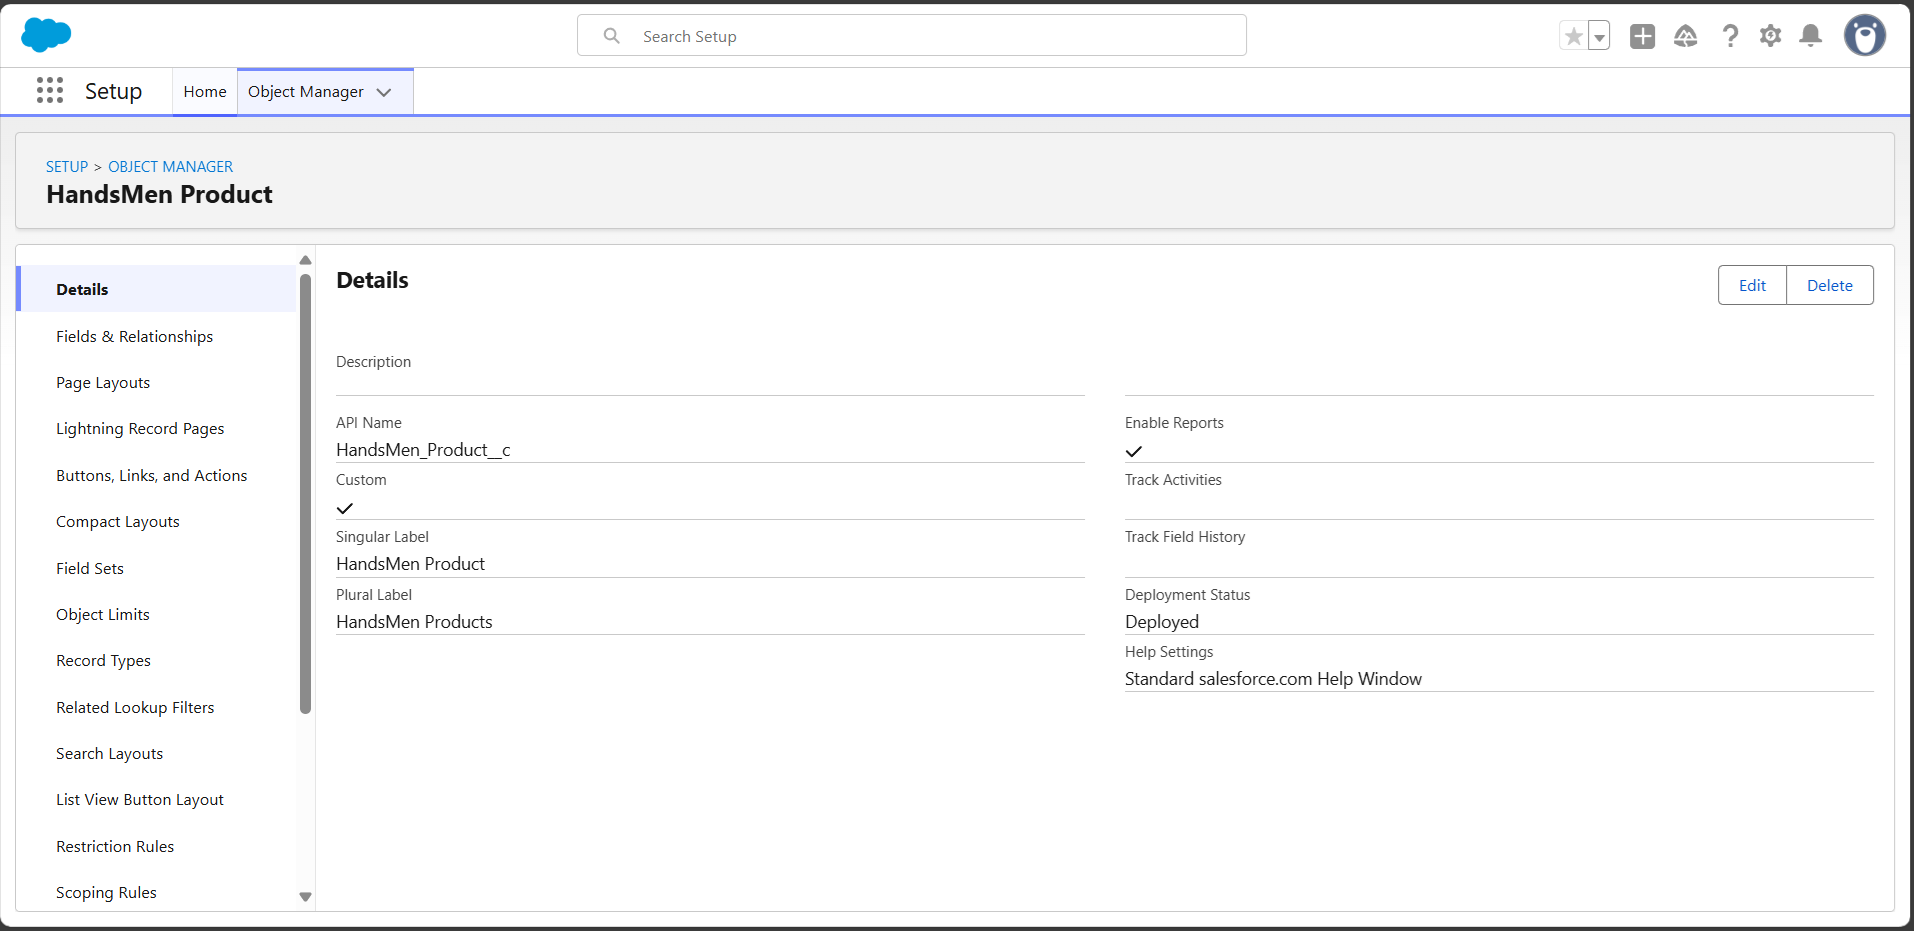 Search Setup
Setup
Home
Object Manager
SETUP > OBJECT MANAGER
HandsMen Product
Details
Fields & Relationships
Page Layouts
Lightning Record Pages
Buttons, Links, and Actions
Compact Layouts
Field Sets
Object Limits
Record Types
Related Lookup Filters
Search Layouts
List View Button Layout
Restriction Rules
Scoping Rules
Details
Edit
Delete
Description
API Name
HandsMen_Product__c
Custom
Singular Label
HandsMen Product
Plural Label
HandsMen Products
Enable Reports
Track Activities
Track Field History
Deployment Status
Deployed
Help Settings
Standard salesforce.com Help Window